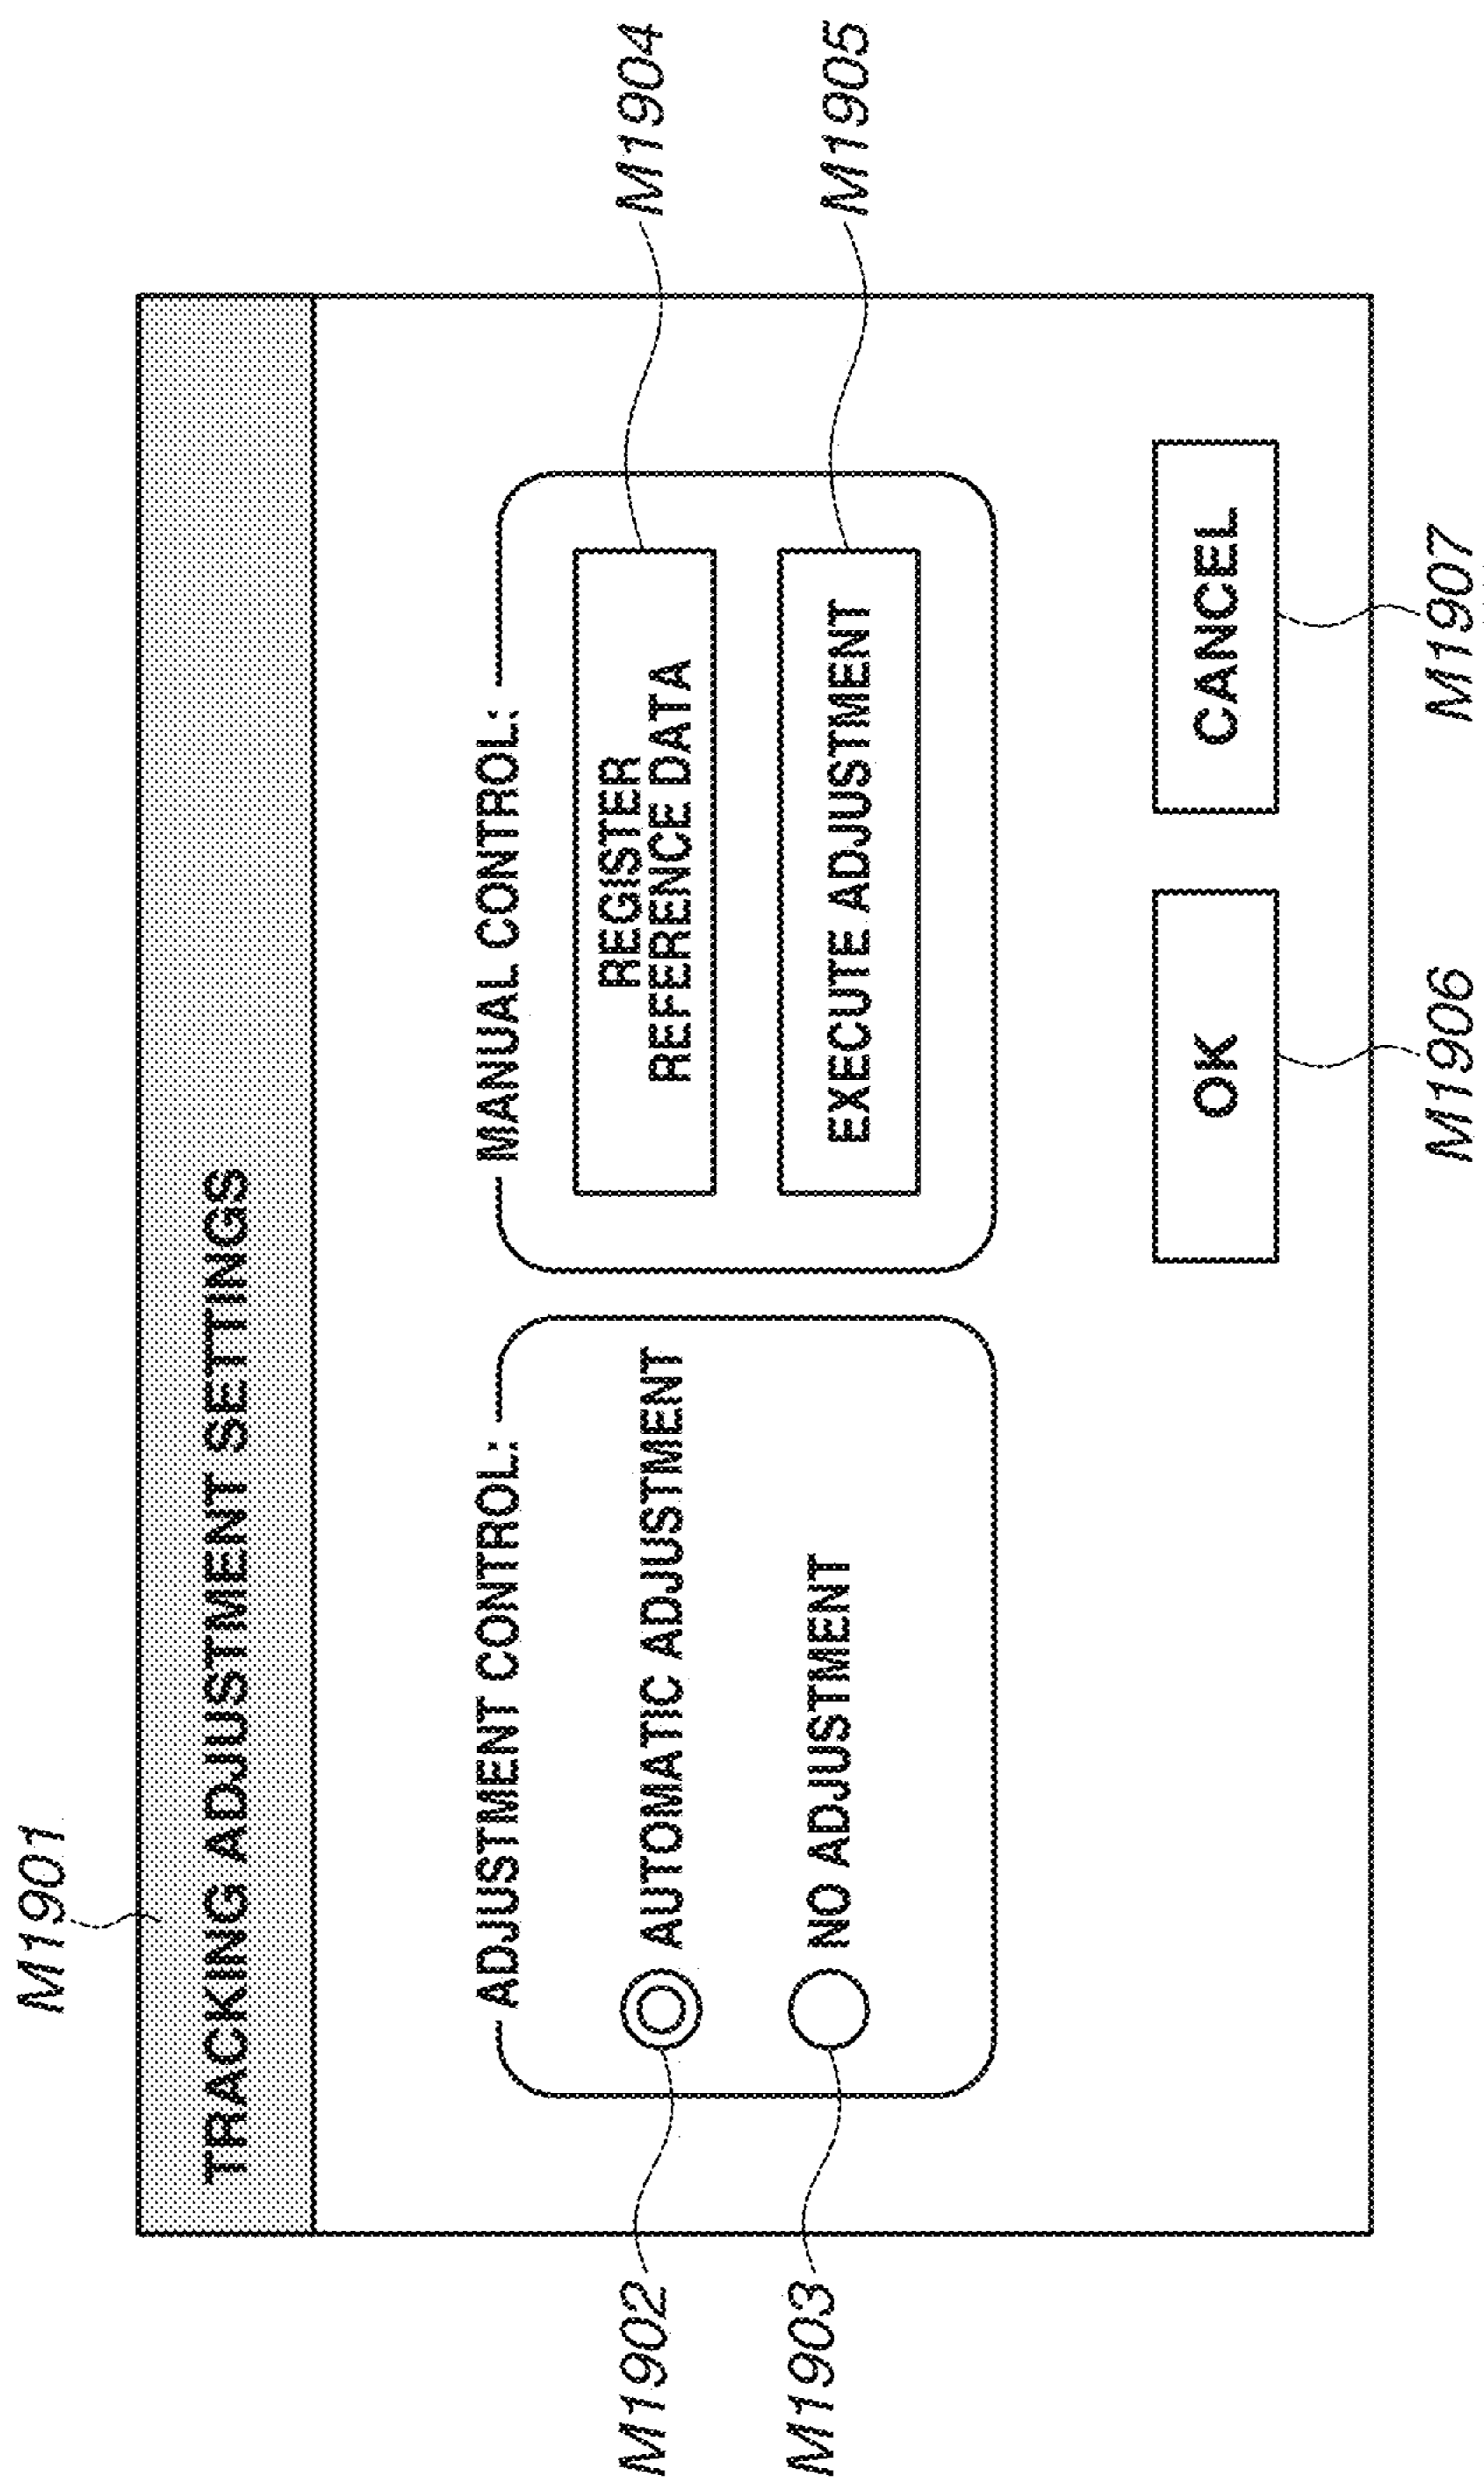 M1901
TRACKING ADJUSTMENT SETTINGS
ADJUSTMENT CONTROL:
M1902
AUTOMATIC ADJUSTMENT
M1903
NO ADJUSTMENT
MANUAL CONTROL:
REGISTER
REFERENCE DATA
M1904
EXECUTE ADJUSTMENT
M1905
OK
CANCEL
M1906
M1907